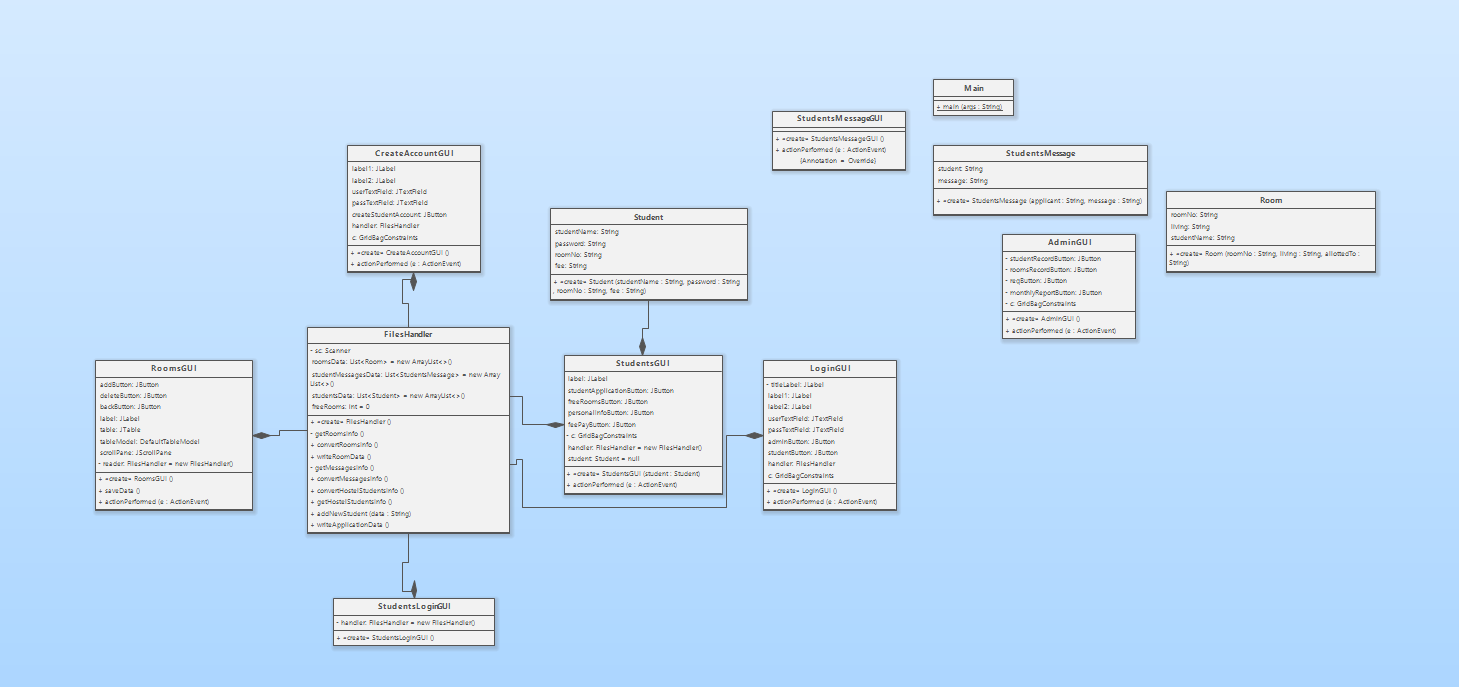 Main
+ main (args : String)
StudentsMessageGUI
+ «create» StudentsMessageGUI ()
+ actionPerformed (e : ActionEvent)
{Annotation = Override}
CreateAccountGUI
label1: JLabel
label2: JLabel
userTextField: JTextField
passTextField: JTextField
createStudentAccount: JButton
handler: FilesHandler
c: GridBagConstraints
+ «create» CreateAccountGUI ()
+ actionPerformed (e : ActionEvent)
StudentsMessage
student: String
message: String
+ «create» StudentsMessage (applicant : String, message : String)
Room
roomNo: String
living: String
studentName: String
+ «create» Room (roomNo : String, living : String, allottedTo :
String)
Student
studentName: String
password: String
roomNo: String
fee: String
+ «create» Student (studentName : String, password : String
, roomNo : String, fee : String)
AdminGUI
- studentRecordButton: JButton
- roomsRecordButton: JButton
- regButton: JButton
- monthlyReportButton: JButton
- c: GridBagConstraints
+ «create» AdminGUI ()
+ actionPerformed (e : ActionEvent)
FilesHandler
- sc: Scanner
roomsData: List<Room> = new ArrayList<>()
studentMessagesData: List<StudentsMessage> = new Array
List<>()
studentsData: List<Student> = new ArrayList<>()
freeRooms: int = 0
+ «create» FilesHandler ()
- getRoomsInfo ()
+ convertRoomsInfo ()
+ writeRoomData ()
- getMessagesInfo ()
+ convertMessagesInfo ()
+ convertHostelStudentsInfo ()
+ getHostelStudentsInfo ()
+ addNewStudent (data : String)
+ writeApplicationData ()
RoomsGUI
addButton: JButton
deleteButton: JButton
backButton: JButton
label: JLabel
table: JTable
tableModel: DefaultTableModel
scrollPane: JScrollPane
- reader: FilesHandler = new FilesHandler()
+ «create» RoomsGUI ()
+ saveData ()
+ actionPerformed (e : ActionEvent)
StudentsGUI
label: JLabel
studentApplicationButton: JButton
freeRoomsButton: JButton
personalInfoButton: JButton
feePayButton: JButton
- c: GridBagConstraints
handler: FilesHandler = new FilesHandler()
student: Student = null
+ «create» StudentsGUI (student : Student)
+ actionPerformed (e : ActionEvent)
LoginGUI
- titleLabel: JLabel
label1: JLabel
label2: JLabel
userTextField: JTextField
passTextField: JTextField
adminButton: JButton
studentButton: JButton
handler: FilesHandler
c: GridBagConstraints
+ «create» LoginGUI ()
+ actionPerformed (e : ActionEvent)
StudentsLoginGUI
- handler: FilesHandler = new FilesHandler()
+ «create» StudentsLoginGUI ()